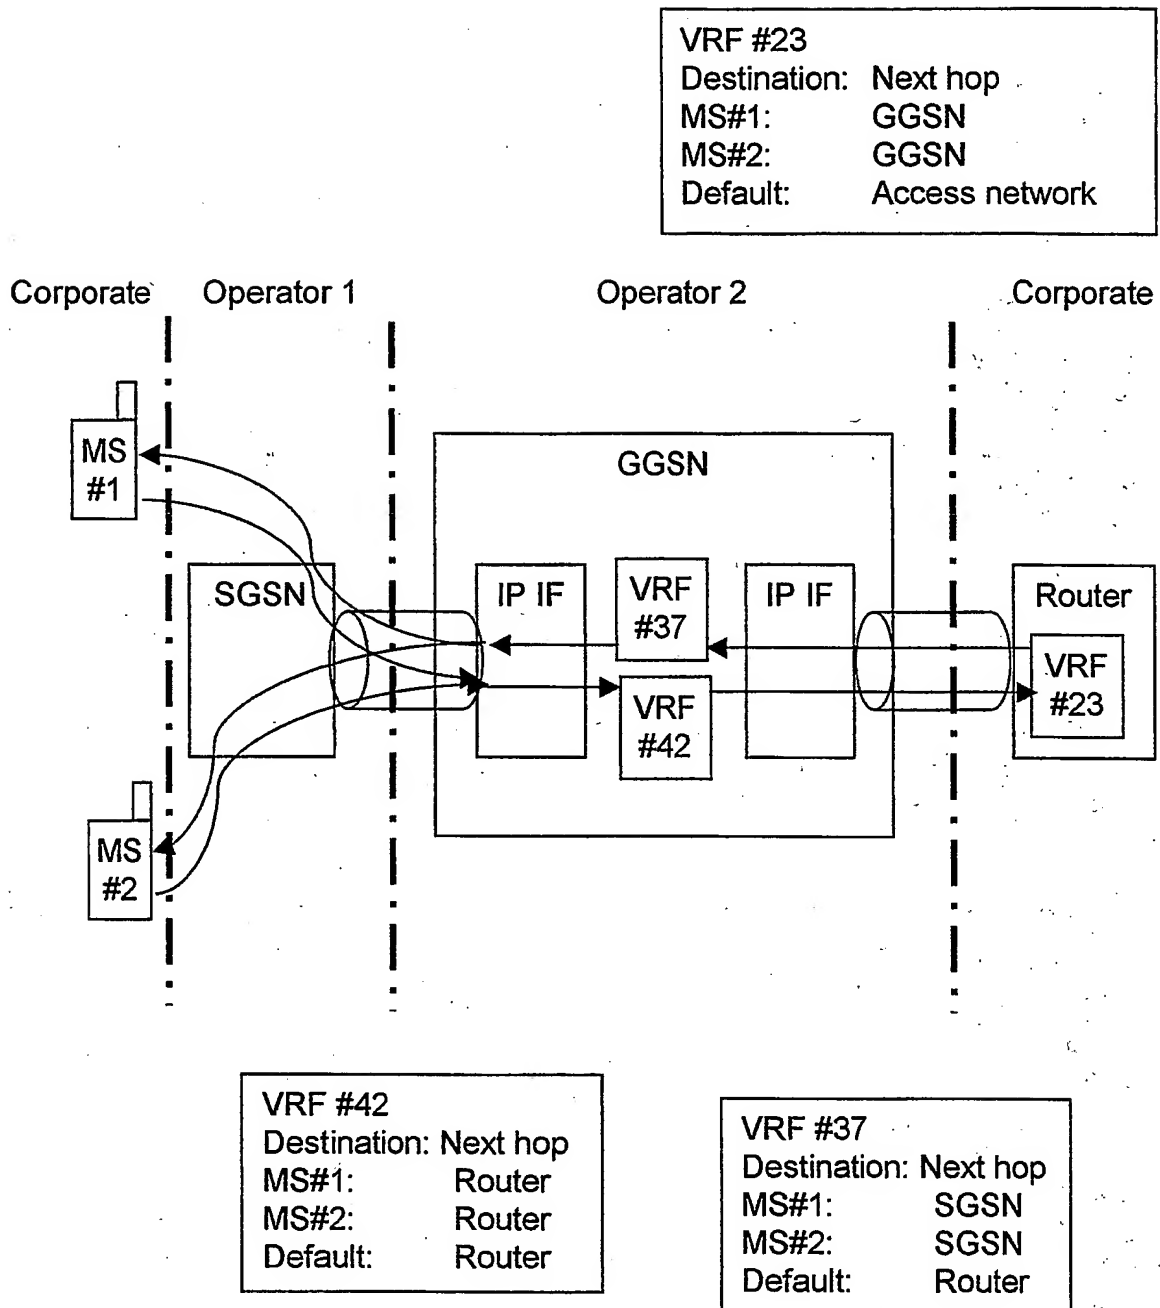 VRF #23
Destination: Next hop
MS#1: GGSN
MS#2: GGSN
Default: Access network
Corporate Operator 1 Operator 2 Corporate
MS
#1
GGSN
SGSN
IP IF
VRF
#37
IP IF
Router
VRF
#42
VRF
#23
MS
#2
VRF #42
Destination: Next hop
MS#1: Router
MS#2: Router
Default: Router
VRF #37
Destination: Next hop
MS#1: SGSN
MS#2: SGSN
Default: Router